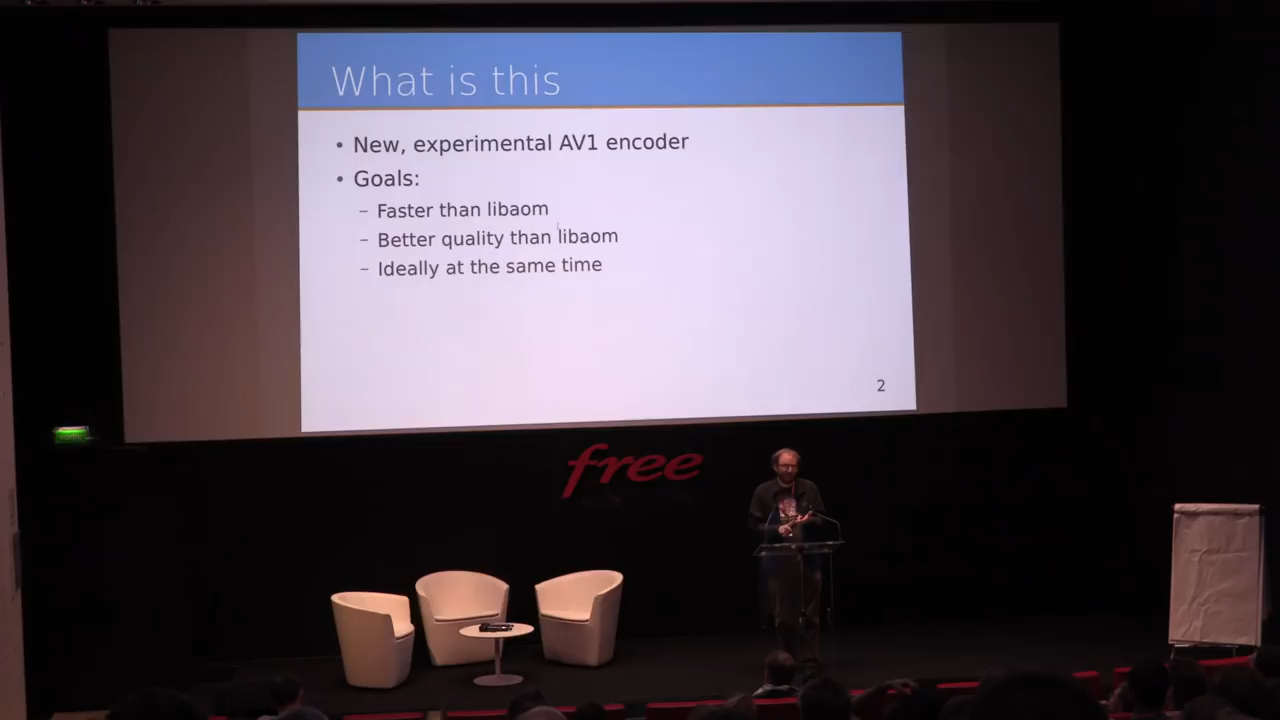 What is this
• New, experimental AV1 encoder
• Goals:
– Faster than libaom
– Better quality than libaom
– Ideally at the same time
2
free